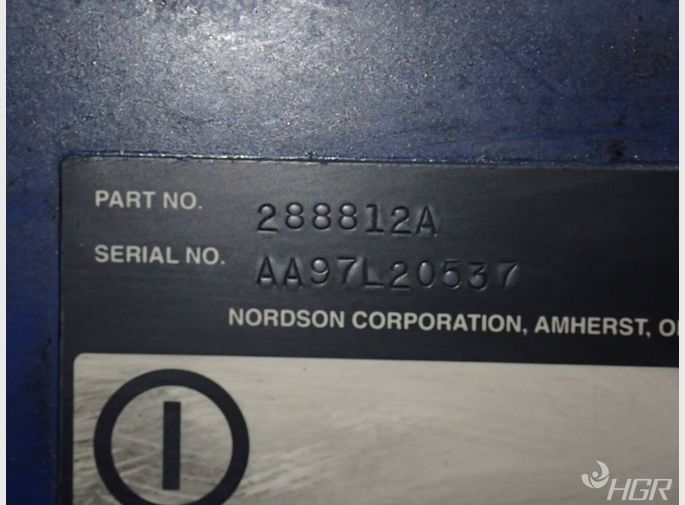 PART NO. 288812A
SERIAL NO. AA97L20537
NORDSON CORPORATION, AMHERST,
HGR